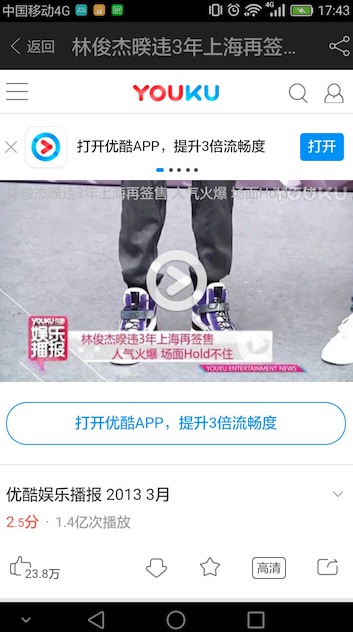 中国移动4G 4G 17:43
返回 林俊杰暌违3年上海再签...
YOUKU
打开优酷APP，提升3倍流畅度 打开
林俊杰暌违3年上海再签售 人气火爆 场面Hold不住
YOUKU
YOUKU优酷
娱乐
播报
林俊杰暌违3年上海再签售
人气火爆 场面Hold不住
YOUKU ENTERTAINMENT NEWS
打开优酷APP，提升3倍流畅度
优酷娱乐播报 2013 3月
2.5分 · 1.4亿次播放
23.8万 高清